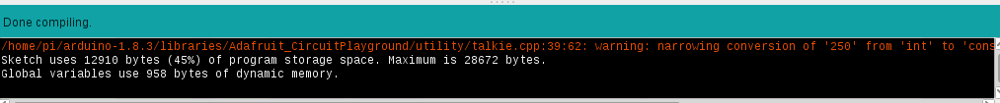 Done compiling.
/home/pi/arduino-1.8.3/libraries/Adafruit_CircuitPlayground/utility/talkie.cpp:39:62: warning: narrowing conversion of '250' from 'int' to 'cons
Sketch uses 12910 bytes (45%) of program storage space. Maximum is 28672 bytes.
Global variables use 958 bytes of dynamic memory.